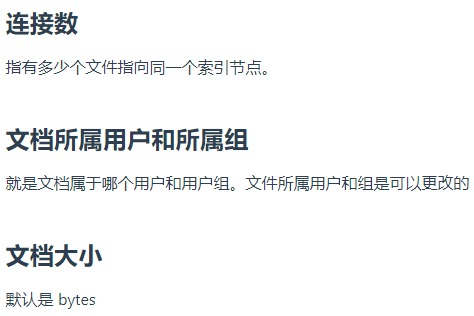 连接数
指有多少个文件指向同一个索引节点。
文档所属用户和所属组
就是文档属于哪个用户和用户组。文件所属用户和组是可以更改的
文档大小
默认是 bytes